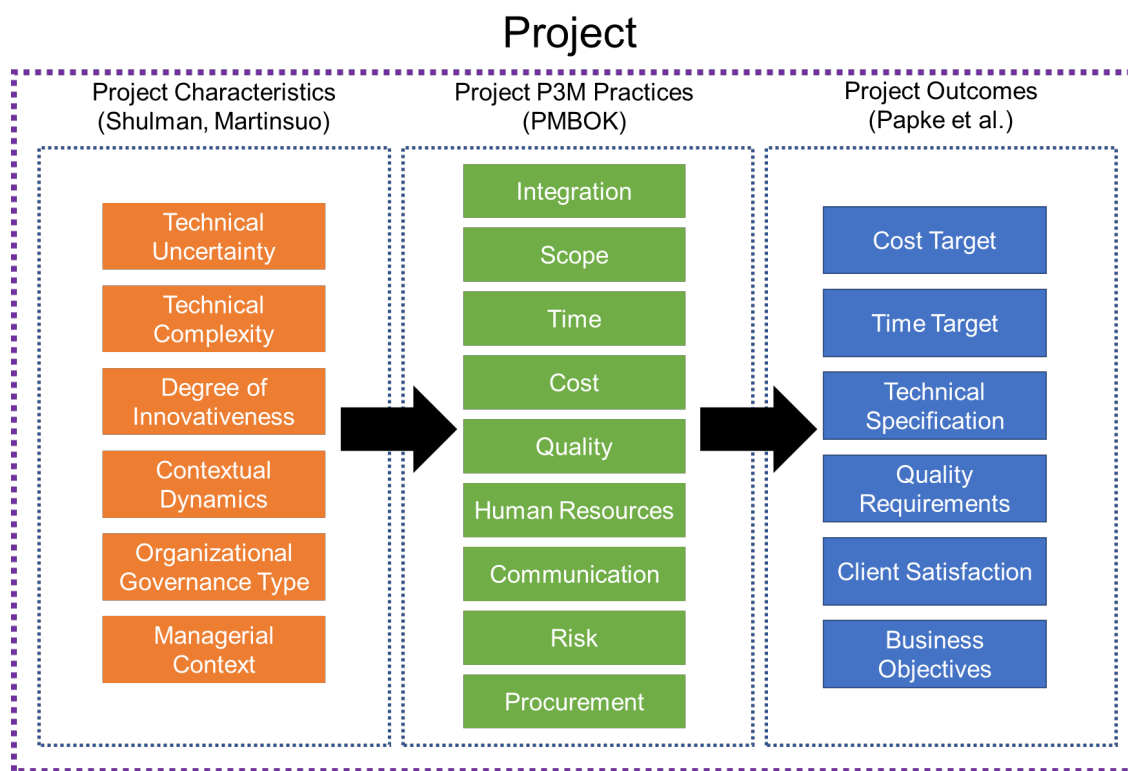 Project
Project Characteristics
(Shulman, Martinsuo)
Technical
Uncertainty
Technical
Complexity
Degree of
Innovativeness
Contextual
Dynamics
Organizational
Governance Type
Managerial
Context
Project P3M Practices
(PMBOK)
Integration
Scope
Time
Cost
Quality
Human Resources
Communication
Risk
Procurement
Project Outcomes
(Papke et al.)
Cost Target
Time Target
Technical
Specification
Quality
Requirements
Client Satisfaction
Business
Objectives